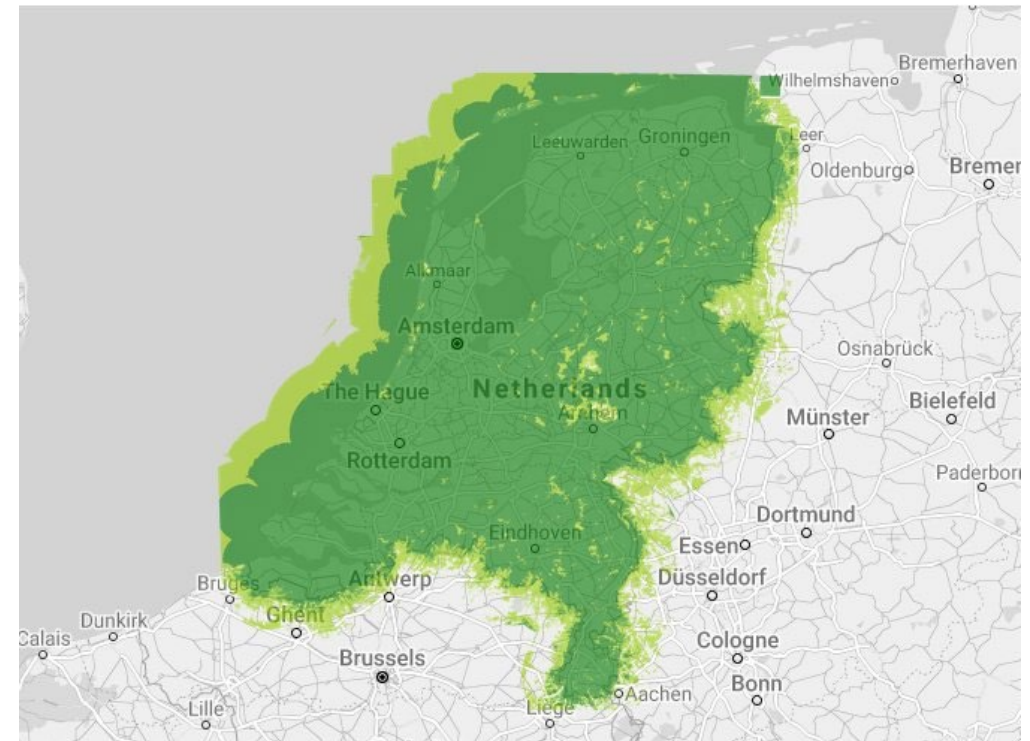 Bremerhaven
Wilhelmshaven
Leeuwarden
Groningen
Leer
Oldenburg
Bremen
Alkmaar
Amsterdam
Osnabrück
Netherlands
The Hague
Arnhem
Bielefeld
Münster
Rotterdam
Paderborn
Dortmund
Eindhoven
Essen
Düsseldorf
Bruges
Antwerp
Ghent
Dunkirk
Calais
Cologne
Brussels
Bonn
Aachen
Lille
Liège